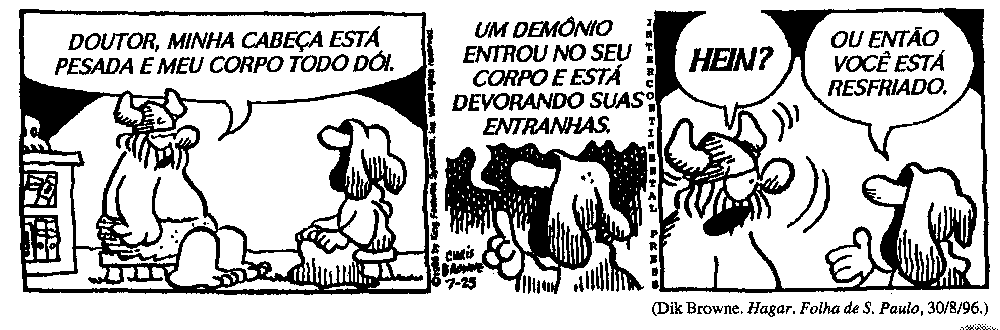 DOUTOR, MINHA CABEÇA ESTÁ
PESADA E MEU CORPO TODO DÓI.
©1996 by King Features Syndicate, Inc. World rights reserved.
UM DEMÔNIO
ENTROU NO SEU
CORPO E ESTÁ
DEVORANDO SUAS
ENTRANHAS.
CHRIS
BROWNE
7-25
INTERCONTINENTAL PRESS
HEIN?
OU ENTÃO
VOCÊ ESTÁ
RESFRIADO.
(Dik Browne. Hagar. Folha de S. Paulo, 30/8/96.)